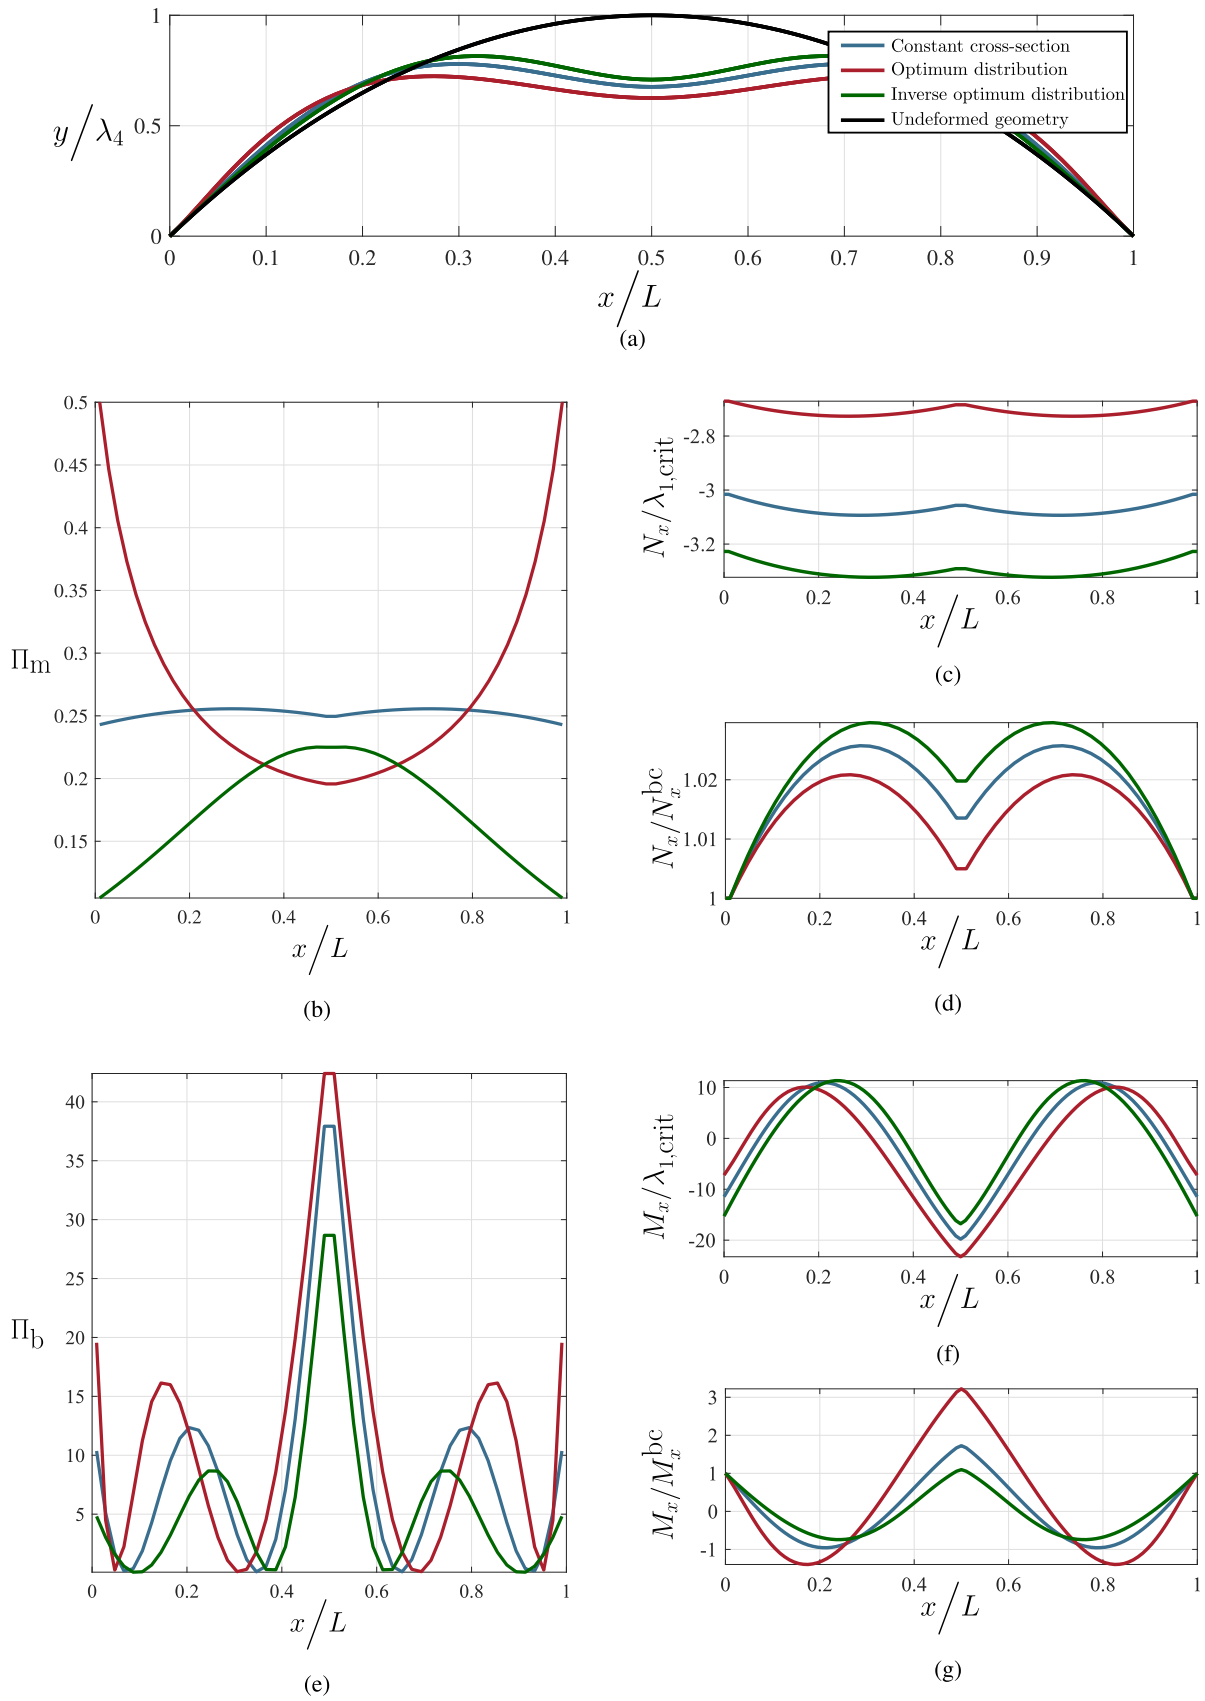 1
0.5
0
y/λ4
Constant cross-section
Optimum distribution
Inverse optimum distribution
Undeformed geometry
0 0.1 0.2 0.3 0.4 0.5 0.6 0.7 0.8 0.9 1
x/L
(a)
0.5
0.45
0.4
0.35
0.3
0.25
0.2
0.15
Πm
0 0.2 0.4 0.6 0.8 1
x/L
(b)
-2.8
-3
-3.2
Nx/λ1,crit
0 0.2 0.4 0.6 0.8 1
x/L
(c)
1.02
1.01
1
Nx/Nx^bc
0 0.2 0.4 0.6 0.8 1
x/L
(d)
40
35
30
25
20
15
10
5
Πb
0 0.2 0.4 0.6 0.8 1
x/L
(e)
10
0
-10
-20
Mx/λ1,crit
0 0.2 0.4 0.6 0.8 1
x/L
(f)
3
2
1
0
-1
Mx/Mx^bc
0 0.2 0.4 0.6 0.8 1
x/L
(g)